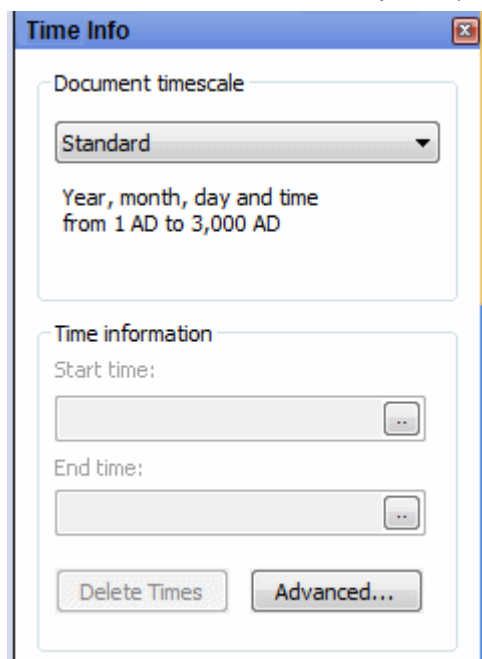 Time Info
Document timescale
Standard
Year, month, day and time
from 1 AD to 3,000 AD
Time information
Start time:
..
End time:
..
Delete Times
Advanced...